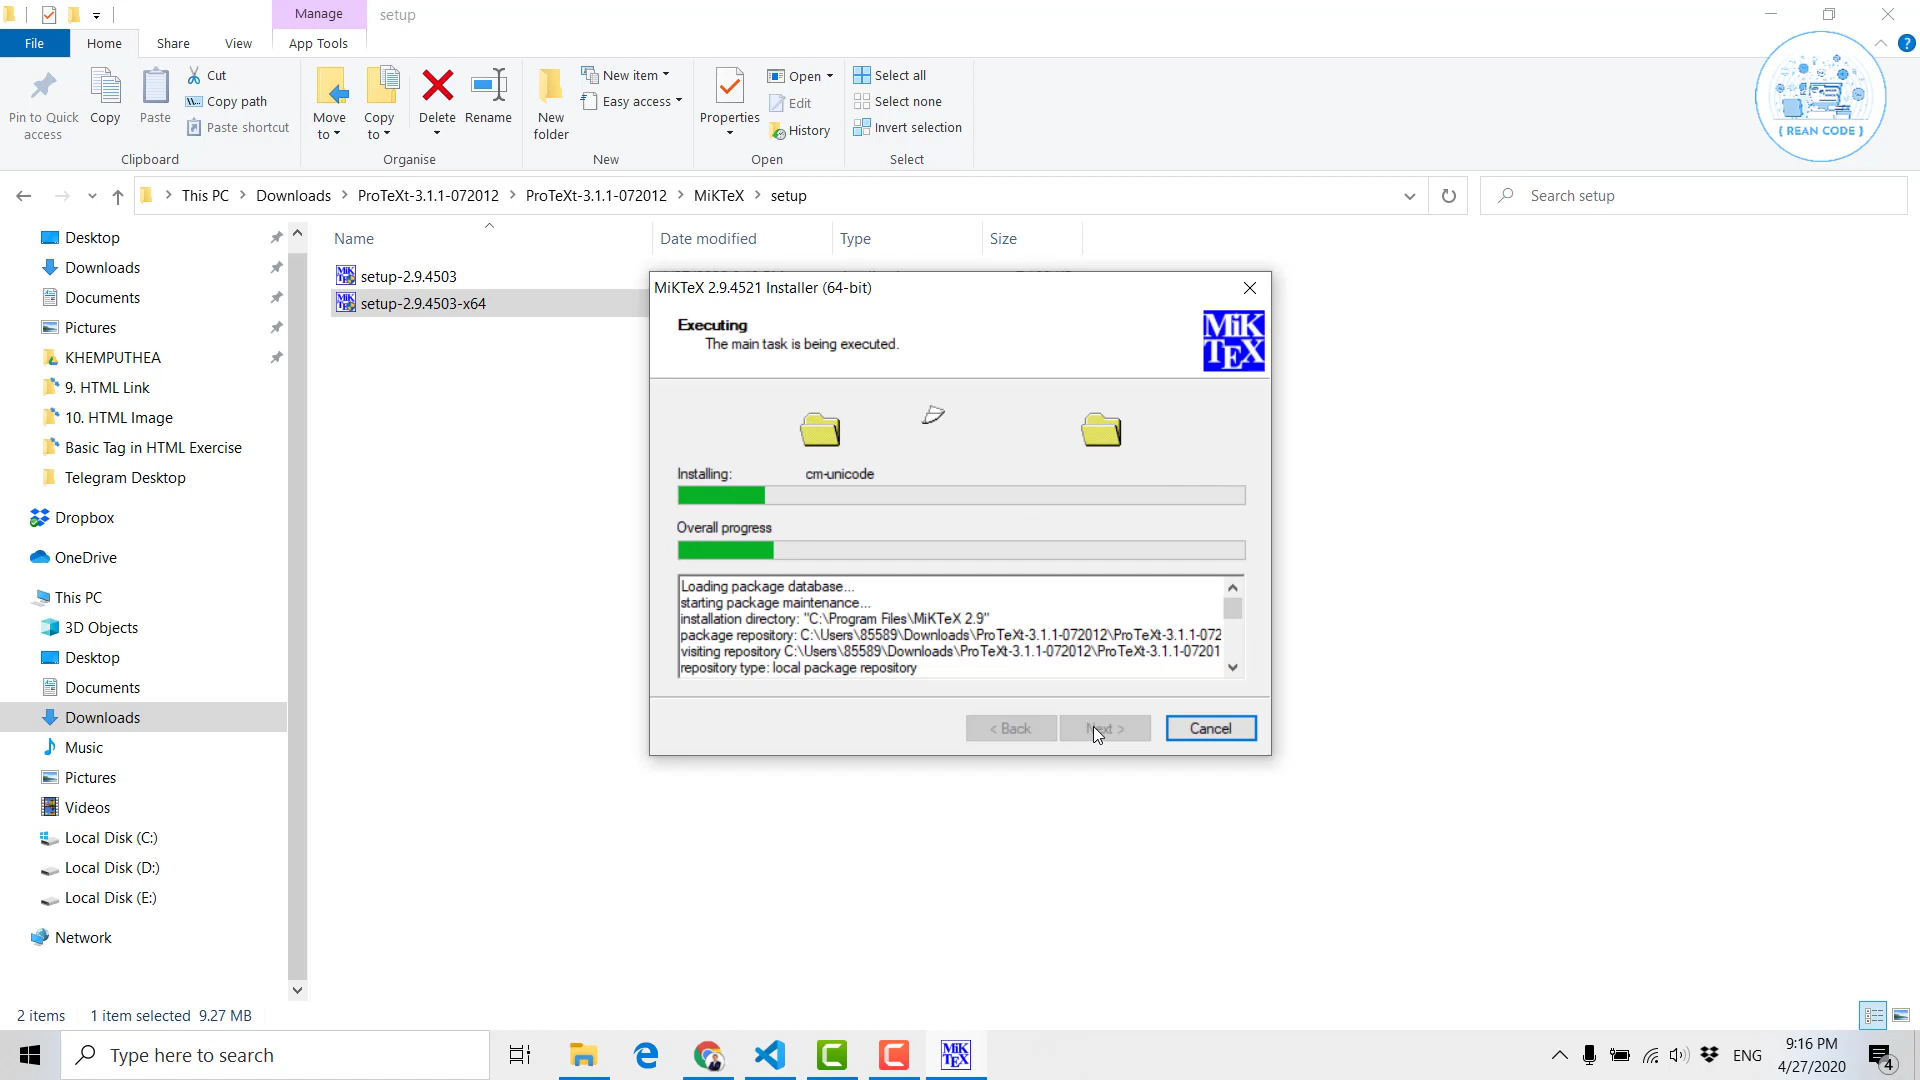 Manage
setup
File
Home
Share
View
App Tools
Pin to Quick access
Copy
Paste
Cut
Copy path
Paste shortcut
Clipboard
Move to
Copy to
Delete
Rename
Organise
New folder
New item
Easy access
New
Properties
Open
Edit
History
Open
Select all
Select none
Invert selection
Select
{ REAN CODE }
This PC > Downloads > ProTeXt-3.1.1-072012 > ProTeXt-3.1.1-072012 > MiKTeX > setup
Search setup
Desktop
Downloads
Documents
Pictures
KHEMPUTHEA
9. HTML Link
10. HTML Image
Basic Tag in HTML Exercise
Telegram Desktop
Dropbox
OneDrive
This PC
3D Objects
Desktop
Documents
Downloads
Music
Pictures
Videos
Local Disk (C:)
Local Disk (D:)
Local Disk (E:)
Network
Name
Date modified
Type
Size
setup-2.9.4503
setup-2.9.4503-x64
MiKTeX 2.9.4521 Installer (64-bit)
Executing
The main task is being executed.
MiK
TEX
Installing: cm-unicode
Overall progress
Loading package database...
starting package maintenance...
installation directory: "C:\Program Files\MiKTeX 2.9"
package repository: C:\Users\85589\Downloads\ProTeXt-3.1.1-072012\ProTeXt-3.1.1-072
visiting repository C:\Users\85589\Downloads\ProTeXt-3.1.1-072012\ProTeXt-3.1.1-07201
repository type: local package repository
< Back
Next >
Cancel
2 items
1 item selected 9.27 MB
Type here to search
MiK
TEX
ENG
9:16 PM
4/27/2020
4